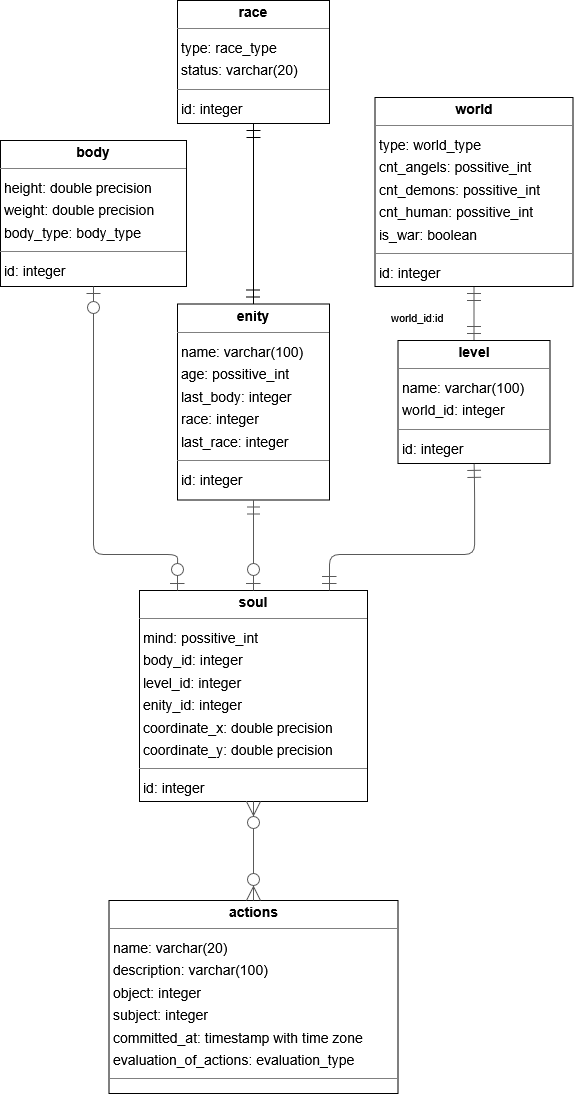 race
type: race_type
status: varchar(20)
id: integer
world
type: world_type
cnt_angels: possitive_int
cnt_demons: possitive_int
cnt_human: possitive_int
is_war: boolean
id: integer
body
height: double precision
weight: double precision
body_type: body_type
id: integer
world_id:id
enity
name: varchar(100)
age: possitive_int
last_body: integer
race: integer
last_race: integer
id: integer
level
name: varchar(100)
world_id: integer
id: integer
soul
mind: possitive_int
body_id: integer
level_id: integer
enity_id: integer
coordinate_x: double precision
coordinate_y: double precision
id: integer
actions
name: varchar(20)
description: varchar(100)
object: integer
subject: integer
committed_at: timestamp with time zone
evaluation_of_actions: evaluation_type